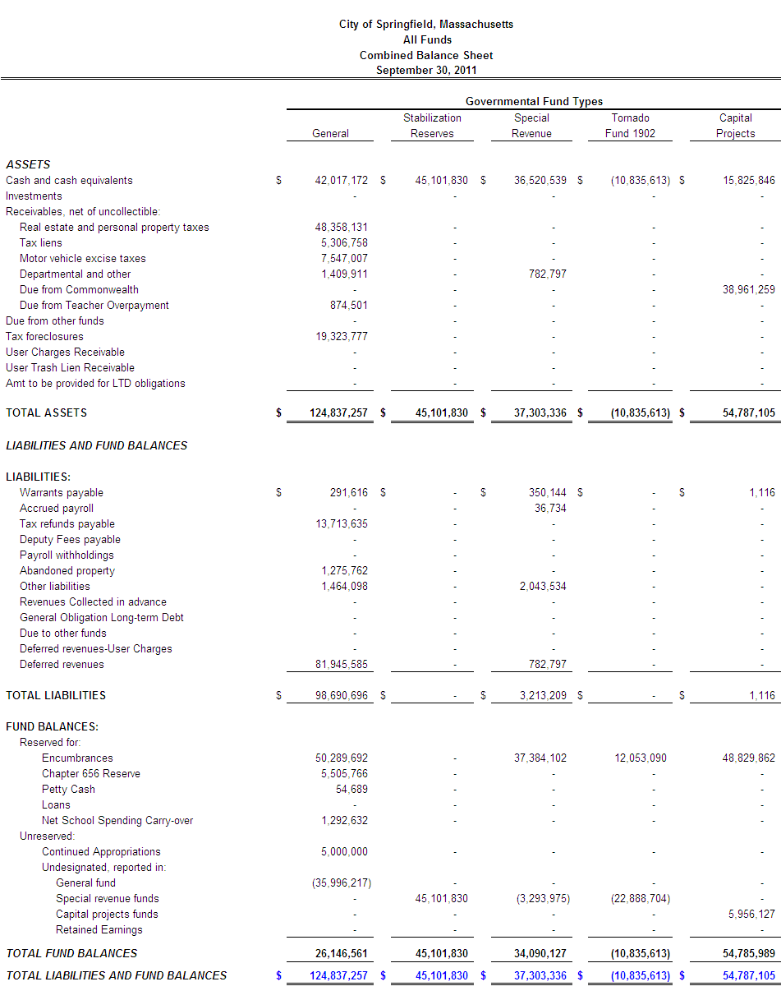 City of Springfield, Massachusetts
All Funds
Combined Balance Sheet
September 30, 2011
Governmental Fund Types
Stabilization Special Tornado Capital
General Reserves Revenue Fund 1902 Projects
ASSETS
Cash and cash equivalents $ 42,017,172 $ 45,101,830 $ 36,520,539 $ (10,835,613) $ 15,825,846
Investments - - - - -
Receivables, net of uncollectible:
Real estate and personal property taxes 48,358,131 - - - -
Tax liens 5,306,758 - - - -
Motor vehicle excise taxes 7,547,007 - - - -
Departmental and other 1,409,911 - 782,797 - -
Due from Commonwealth - - - - 38,961,259
Due from Teacher Overpayment 874,501 - - - -
Due from other funds - - - - -
Tax foreclosures 19,323,777 - - - -
User Charges Receivable - - - - -
User Trash Lien Receivable - - - - -
Amt to be provided for LTD obligations - - - - -
TOTAL ASSETS $ 124,837,257 $ 45,101,830 $ 37,303,336 $ (10,835,613) $ 54,787,105
LIABILITIES AND FUND BALANCES
LIABILITIES:
Warrants payable $ 291,616 $ - $ 350,144 $ - $ 1,116
Accrued payroll - - 36,734 - -
Tax refunds payable 13,713,635 - - - -
Deputy Fees payable - - - - -
Payroll withholdings - - - - -
Abandoned property 1,275,762 - - - -
Other liabilities 1,464,098 - 2,043,534 - -
Revenues Collected in advance - - - - -
General Obligation Long-term Debt - - - - -
Due to other funds - - - - -
Deferred revenues-User Charges - - - - -
Deferred revenues 81,945,585 - 782,797 - -
TOTAL LIABILITIES $ 98,690,696 $ - $ 3,213,209 $ - $ 1,116
FUND BALANCES:
Reserved for:
Encumbrances 50,289,692 - 37,384,102 12,053,090 48,829,862
Chapter 656 Reserve 5,505,766 - - - -
Petty Cash 54,689 - - - -
Loans - - - - -
Net School Spending Carry-over 1,292,632 - - - -
Unreserved:
Continued Appropriations 5,000,000 - - - -
Undesignated, reported in:
General fund (35,996,217) - - - -
Special revenue funds - 45,101,830 (3,293,975) (22,888,704) -
Capital projects funds - - - - 5,956,127
Retained Earnings - - - - -
TOTAL FUND BALANCES 26,146,561 45,101,830 34,090,127 (10,835,613) 54,785,989
TOTAL LIABILITIES AND FUND BALANCES $ 124,837,257 $ 45,101,830 $ 37,303,336 $ (10,835,613) $ 54,787,105